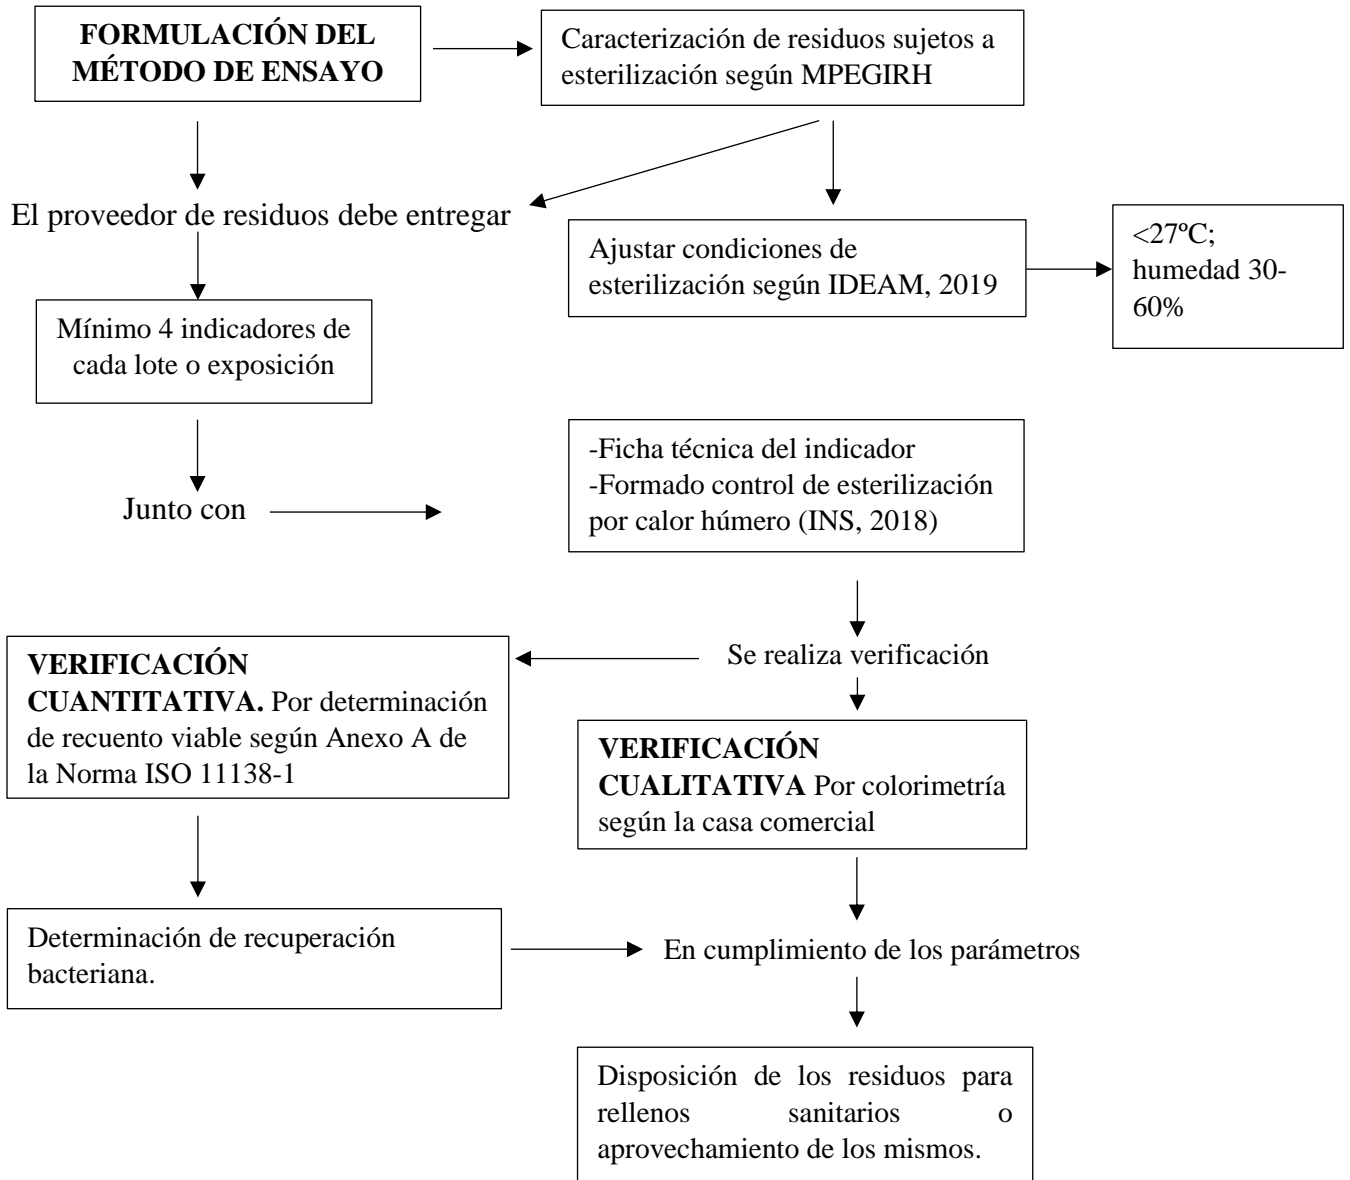 FORMULACIÓN DEL
MÉTODO DE ENSAYO
Caracterización de residuos sujetos a
esterilización según MPEGIRH
El proveedor de residuos debe entregar
Ajustar condiciones de
esterilización según IDEAM, 2019
<27ºC;
humedad 30-
60%
Mínimo 4 indicadores de
cada lote o exposición
-Ficha técnica del indicador
-Formado control de esterilización
por calor húmero (INS, 2018)
Junto con
Se realiza verificación
VERIFICACIÓN
CUANTITATIVA. Por determinación
de recuento viable según Anexo A de
la Norma ISO 11138-1
VERIFICACIÓN
CUALITATIVA Por colorimetría
según la casa comercial
Determinación de recuperación
bacteriana.
En cumplimiento de los parámetros
Disposición de los residuos para
rellenos sanitarios o
aprovechamiento de los mismos.